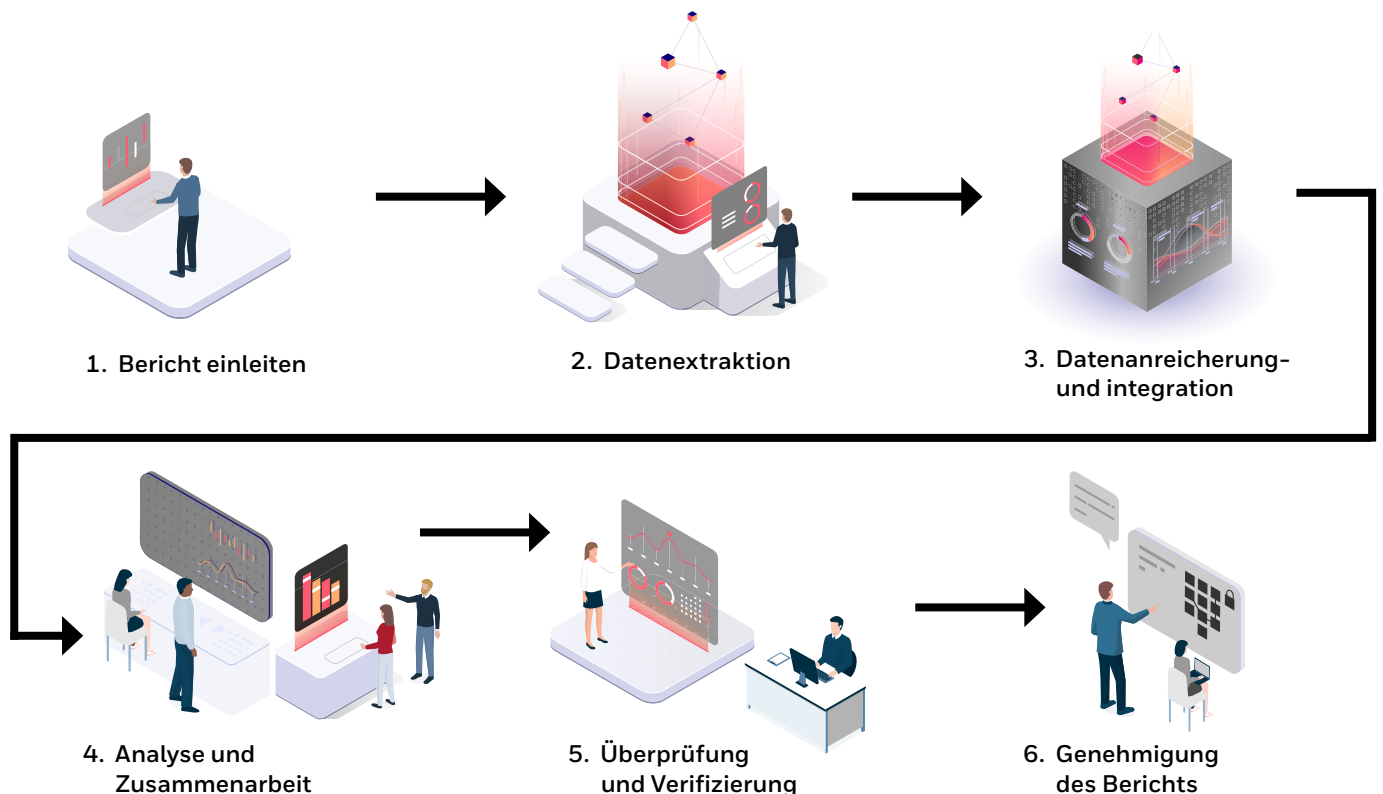 1. Bericht einleiten
2. Datenextraktion
3. Datenanreicherung-
und integration
4. Analyse und
Zusammenarbeit
5. Überprüfung
und Verifizierung
6. Genehmigung
des Berichts